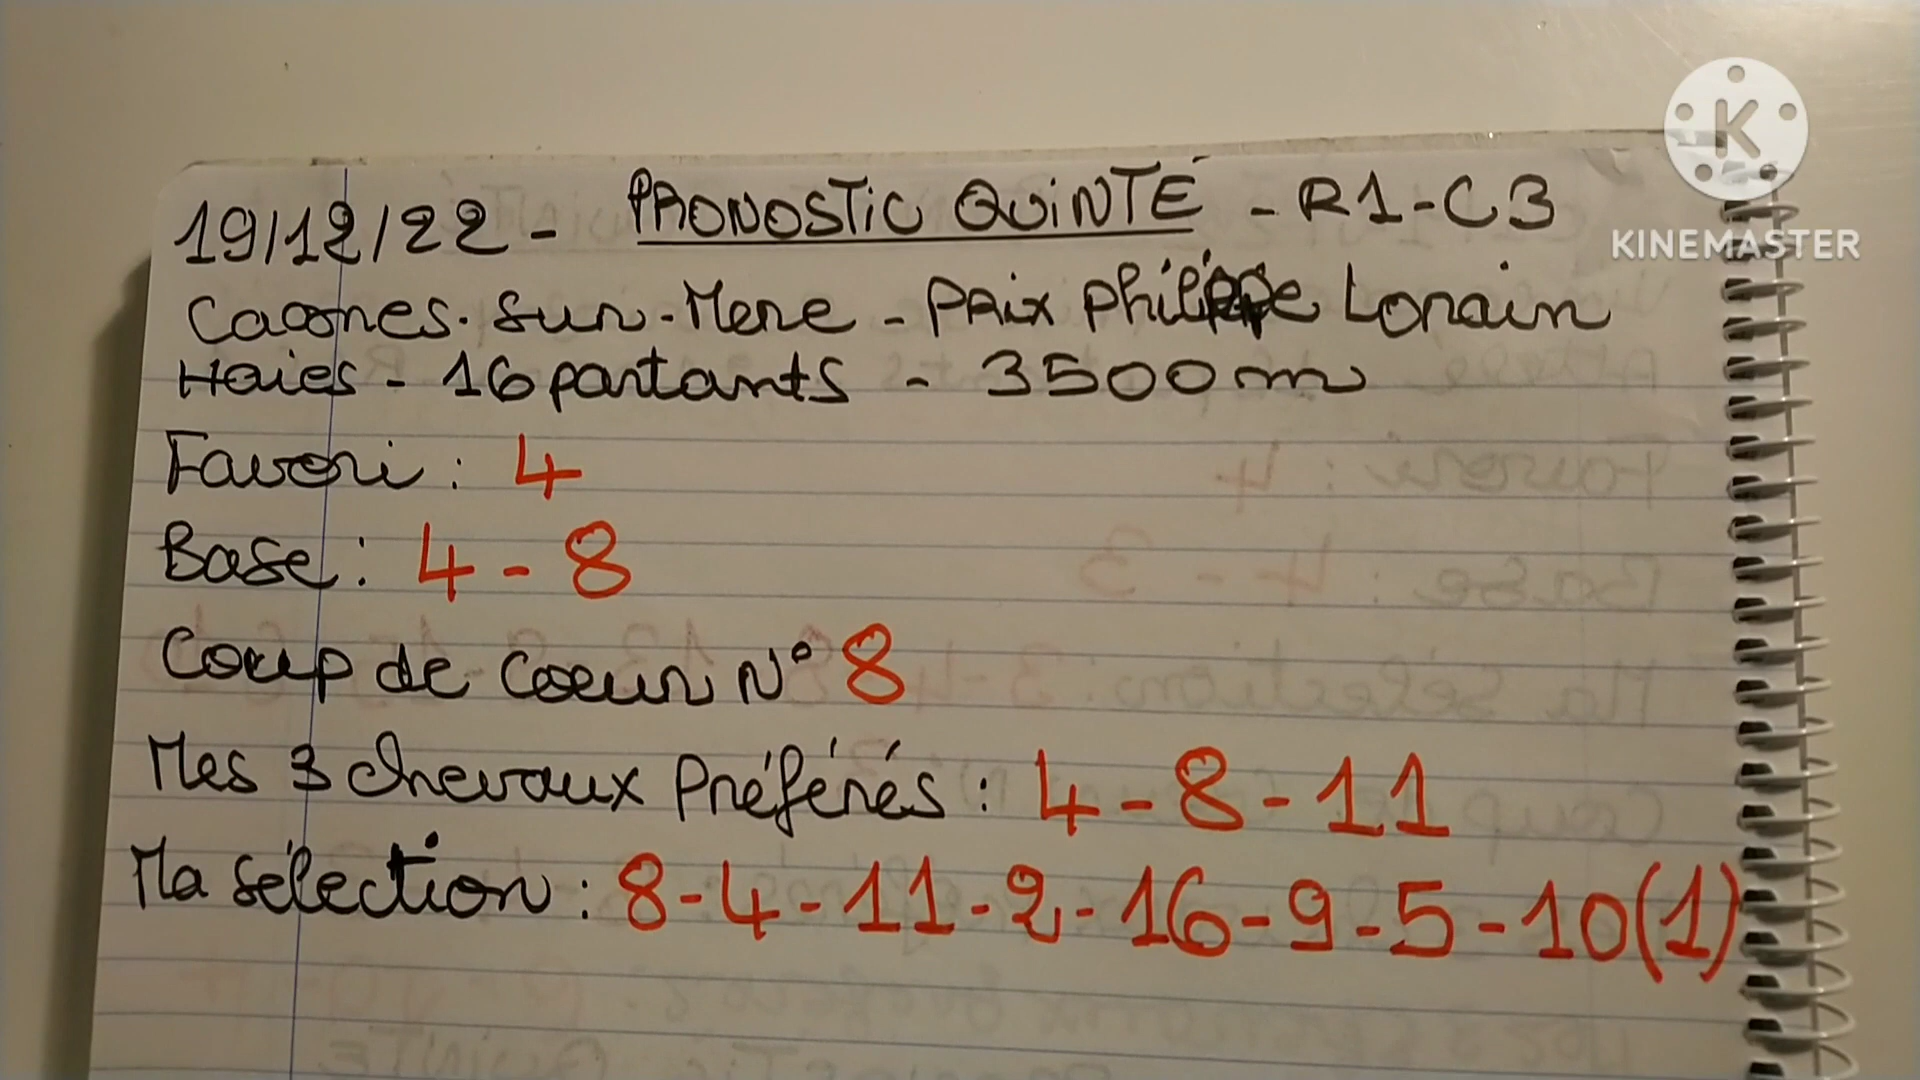 19/12/22 - PRONOSTIC QUINTÉ - R1-C3
KINEMASTER
Cagnes-sur-Mere - Prix Philippe Lorain
Haies - 16 partants - 3500m
Favori : 4
Base : 4 - 8
Coup de coeur N° 8
Mes 3 chevaux Préférés : 4 - 8 - 11
Ma sélection : 8 - 4 - 11 - 2 - 16 - 9 - 5 - 10 (1)